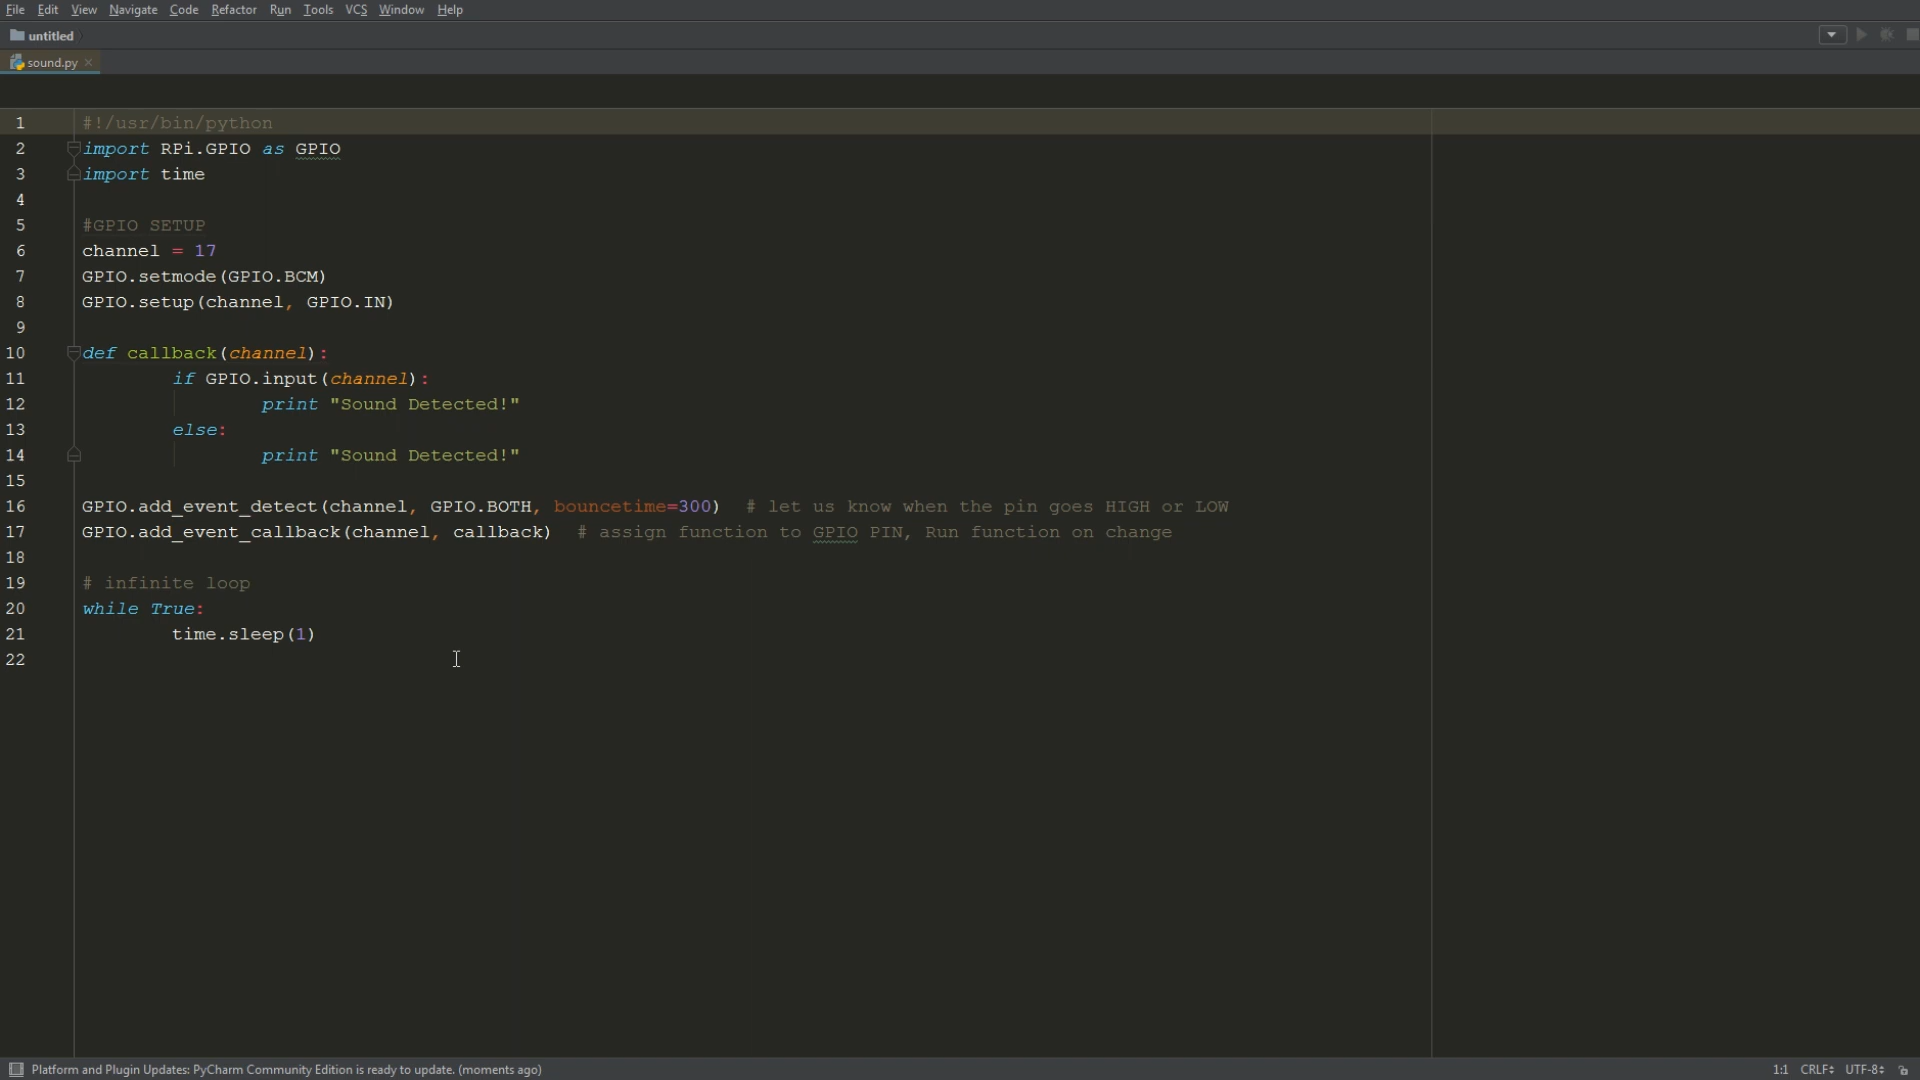 File Edit View Navigate Code Refactor Run Tools VCS Window Help
untitled
sound.py
1 #!/usr/bin/python
2 import RPi.GPIO as GPIO
3 import time
4
5 #GPIO SETUP
6 channel = 17
7 GPIO.setmode(GPIO.BCM)
8 GPIO.setup(channel, GPIO.IN)
9
10 def callback(channel):
11 if GPIO.input(channel):
12 print "Sound Detected!"
13 else:
14 print "Sound Detected!"
15
16 GPIO.add_event_detect(channel, GPIO.BOTH, bouncetime=300)  # let us know when the pin goes HIGH or LOW
17 GPIO.add_event_callback(channel, callback)  # assign function to GPIO PIN, Run function on change
18
19 # infinite loop
20 while True:
21 time.sleep(1)
22
Platform and Plugin Updates: PyCharm Community Edition is ready to update. (moments ago) 1:1 CRLF UTF-8